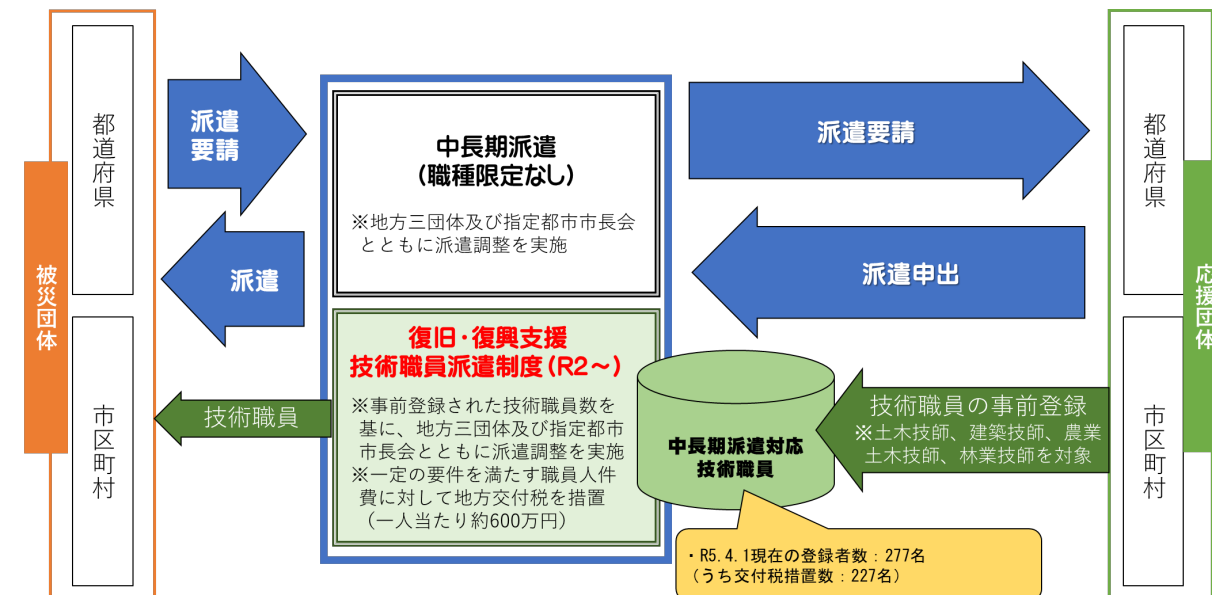 被災団体
都道府県
市区町村
派遣
要請
派遣
技術職員
中長期派遣
(職種限定なし)
※地方三団体及び指定都市市長会
とともに派遣調整を実施
復旧・復興支援
技術職員派遣制度(R2～)
※事前登録された技術職員数を
基に、地方三団体及び指定都市
市長会とともに派遣調整を実施
※一定の要件を満たす職員人件
費に対して地方交付税を措置
(一人当たり約600万円)
派遣要請
派遣申出
中長期派遣対応
技術職員
技術職員の事前登録
※土木技師、建築技師、農業
土木技師、林業技師を対象
・R5.4.1現在の登録者数：277名
(うち交付税措置数：227名)
都道府県
市区町村
応援団体